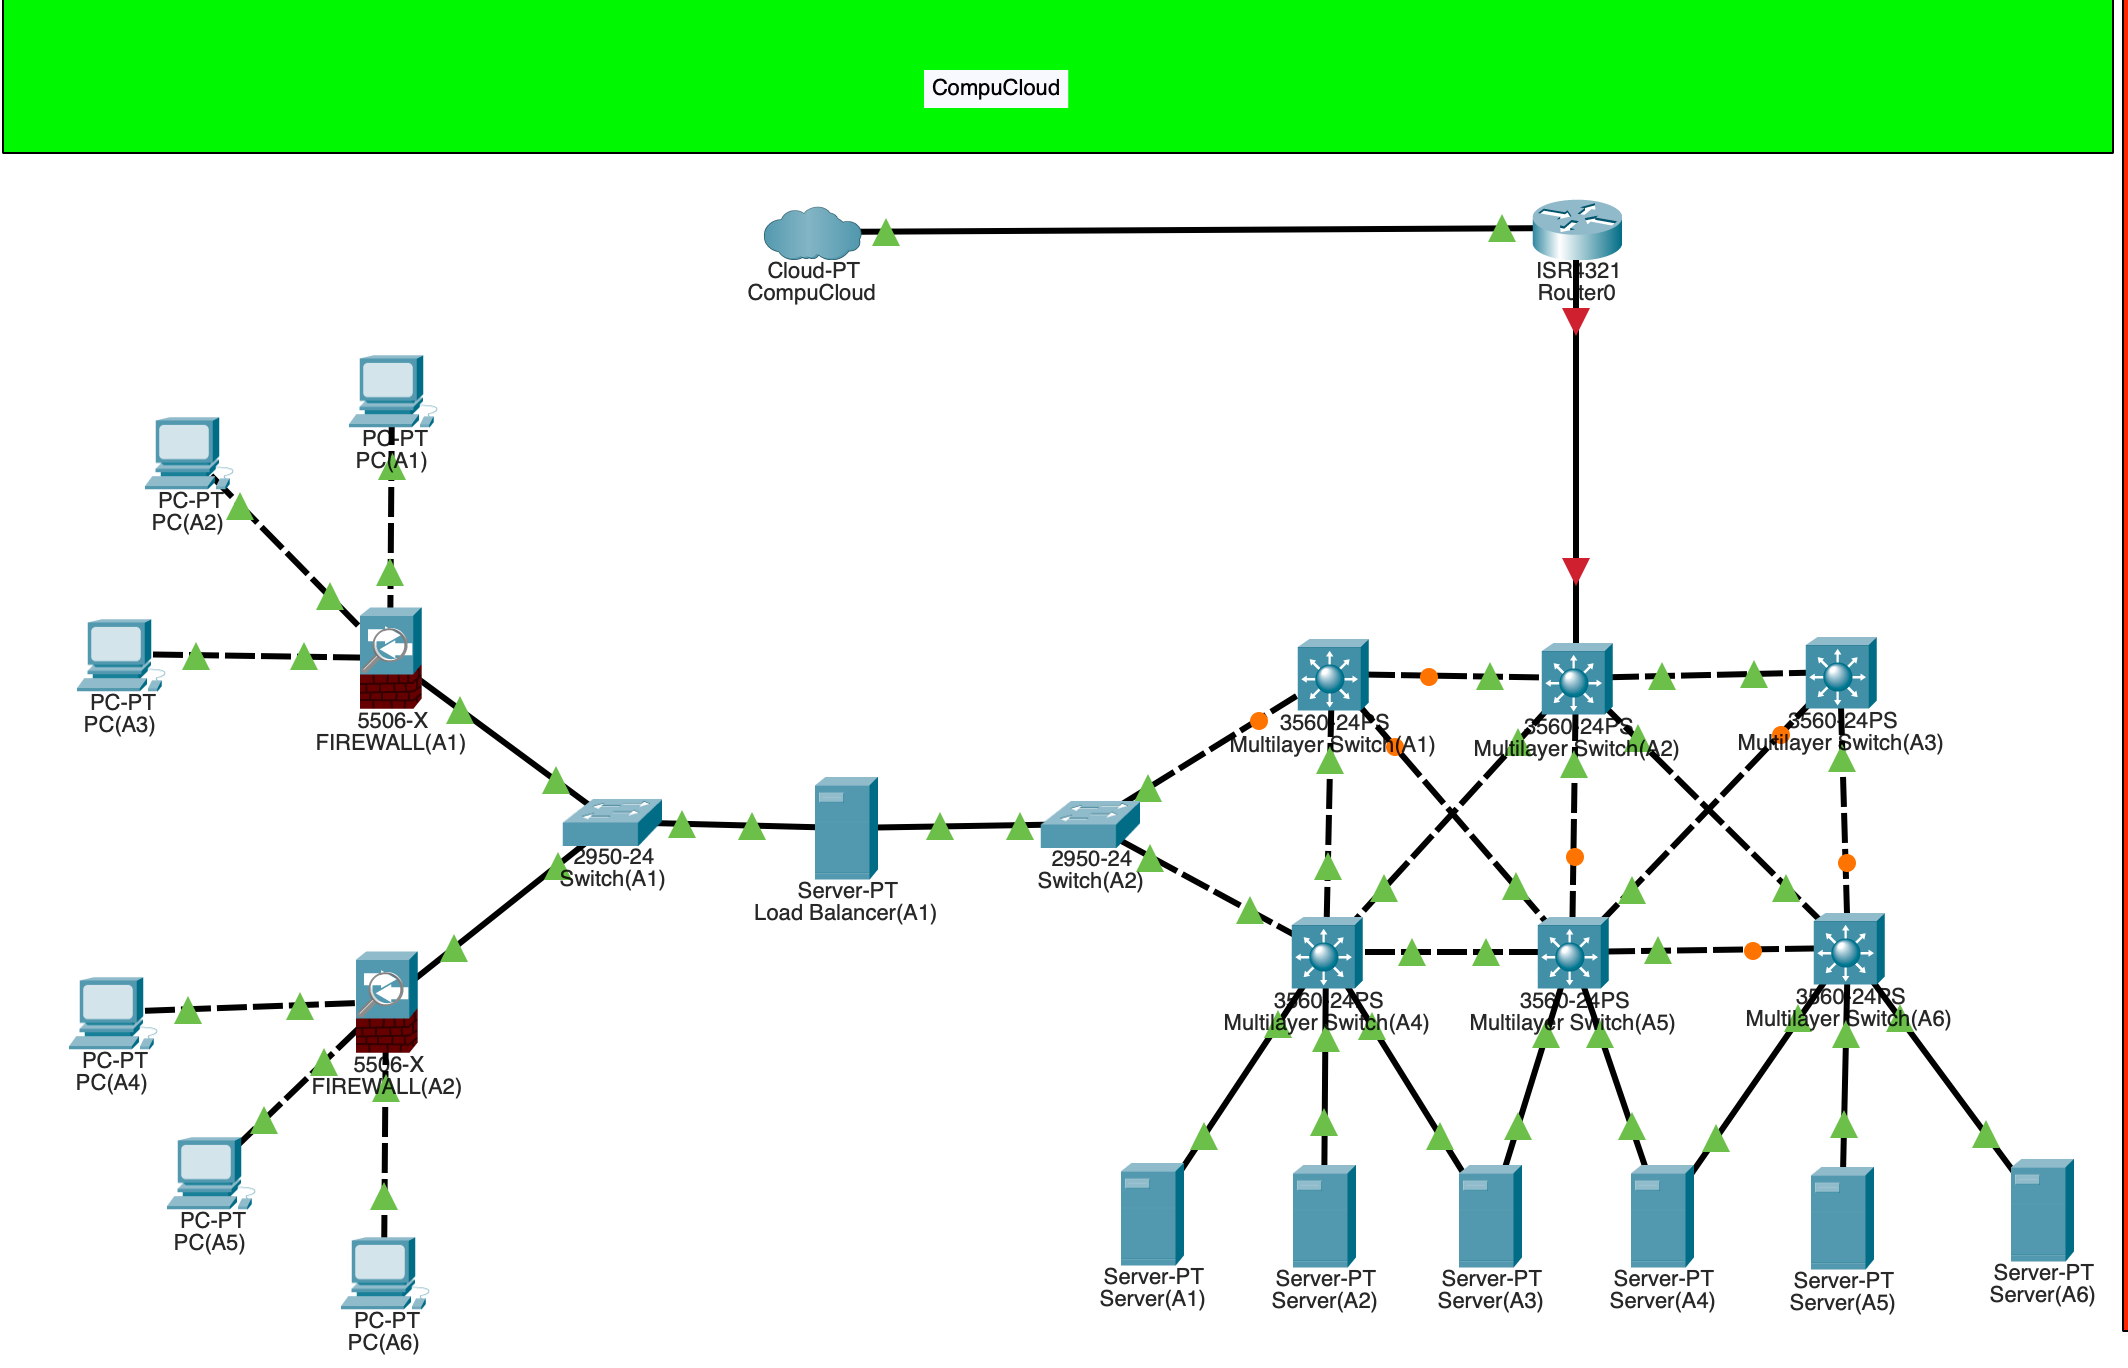 CompuCloud
Cloud-PT
CompuCloud
ISR4321
Router0
PC-PT
PC(A1)
PC-PT
PC(A2)
PC-PT
PC(A3)
5506-X
FIREWALL(A1)
3560-24PS
Multilayer Switch(A1)
3560-24PS
Multilayer Switch(A2)
3560-24PS
Multilayer Switch(A3)
2950-24
Switch(A1)
Server-PT
Load Balancer(A1)
2950-24
Switch(A2)
3560-24PS
Multilayer Switch(A4)
3560-24PS
Multilayer Switch(A5)
3560-24PS
Multilayer Switch(A6)
PC-PT
PC(A4)
5506-X
FIREWALL(A2)
PC-PT
PC(A5)
PC-PT
PC(A6)
Server-PT
Server(A1)
Server-PT
Server(A2)
Server-PT
Server(A3)
Server-PT
Server(A4)
Server-PT
Server(A5)
Server-PT
Server(A6)